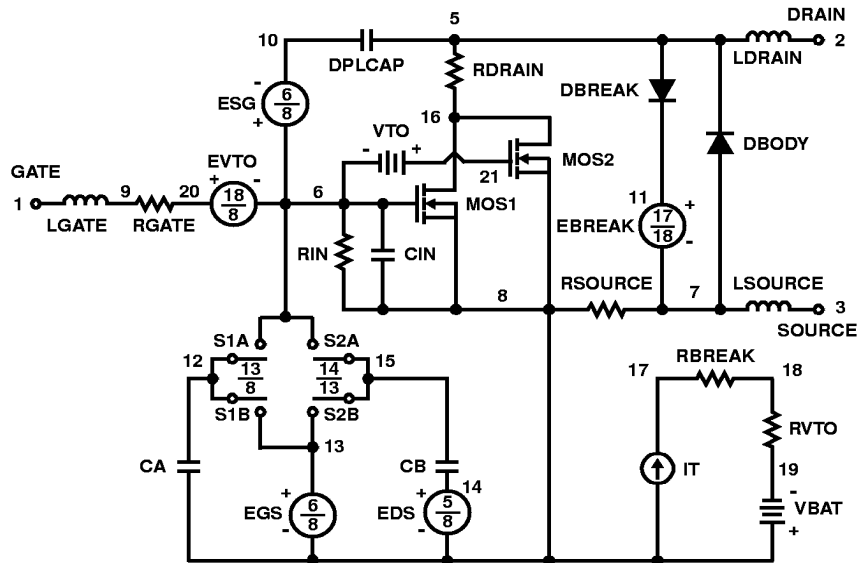 DRAIN
5
10
2
DPLCAP
RDRAIN
LDRAIN
-
ESG
6
8
+
DBREAK
16
VTO
- +
DBODY
MOS2
GATE
EVTO
+ -
1
9
20
18
8
6
21
MOS1
11
17
18
+
-
EBREAK
LGATE
RGATE
RIN
CIN
RSOURCE
LSOURCE
8
7
3
SOURCE
S1A
S2A
12
15
13
8
14
13
S1B
S2B
17
RBREAK
18
RVTO
13
CA
CB
14
IT
19
+
EGS
6
8
-
+
EDS
5
8
-
-
VBAT
+